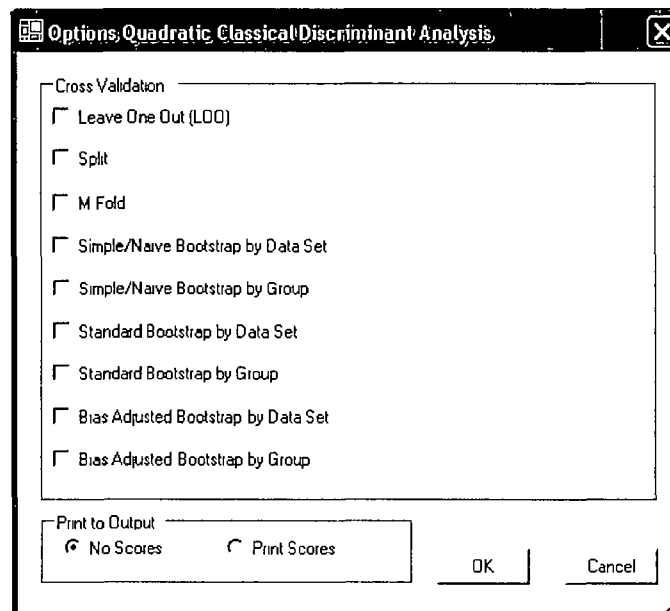 Options Quadratic Classical Discriminant Analysis
Cross Validation
Leave One Out (LOO)
Split
M Fold
Simple/Naive Bootstrap by Data Set
Simple/Naive Bootstrap by Group
Standard Bootstrap by Data Set
Standard Bootstrap by Group
Bias Adjusted Bootstrap by Data Set
Bias Adjusted Bootstrap by Group
Print to Output
No Scores Print Scores
OK Cancel